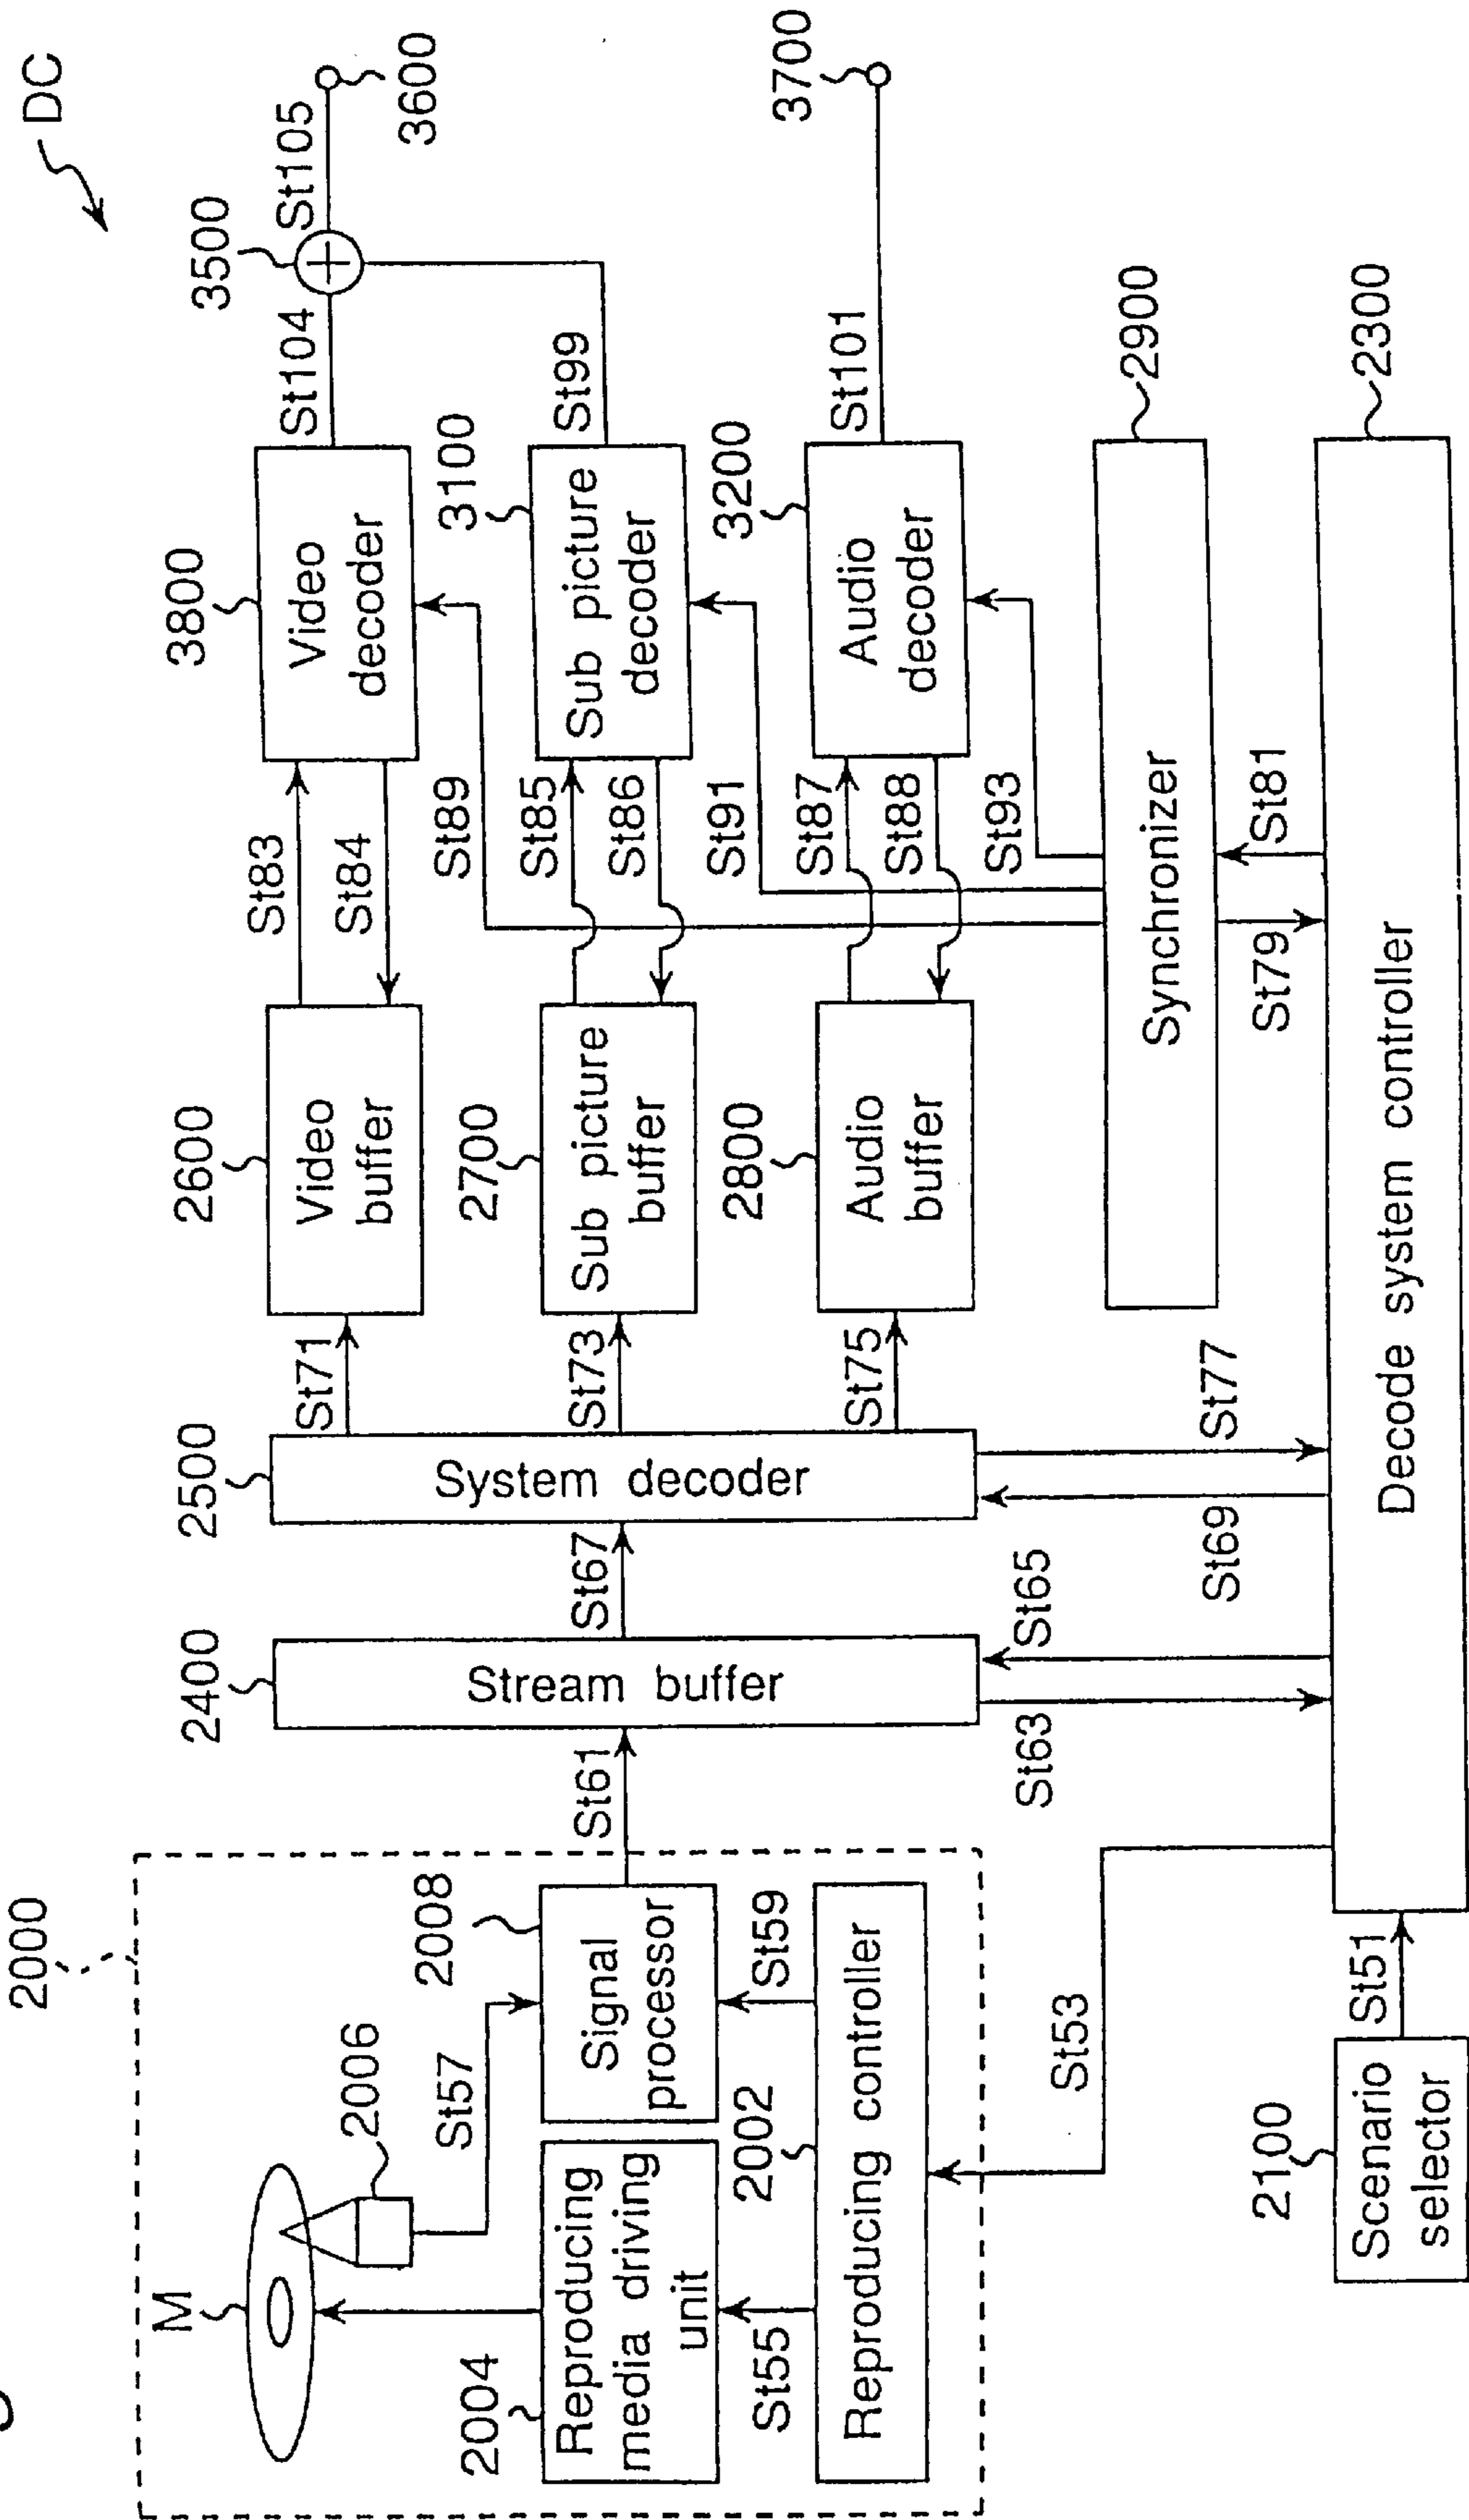 DC
2000
M
2006
St57
2004
Reproducing
media driving
unit
2008
Signal
processor
St55
2002
St59
Reproducing controller
St53
2100
Scenario
selector
St51
St61
2400
Stream buffer
St63
St65
St67
2500
System decoder
St69
St77
St71
St73
St75
2600
Video
buffer
2700
Sub picture
buffer
2800
Audio
buffer
St83
St84
St89
St85
St86
St91
St87
St88
St93
3800
Video
decoder
3100
Sub picture
decoder
3200
Audio
decoder
St104
3500
St105
3600
St99
St101
3700
Synchronizer
2900
St79
St81
Decode system controller
2300